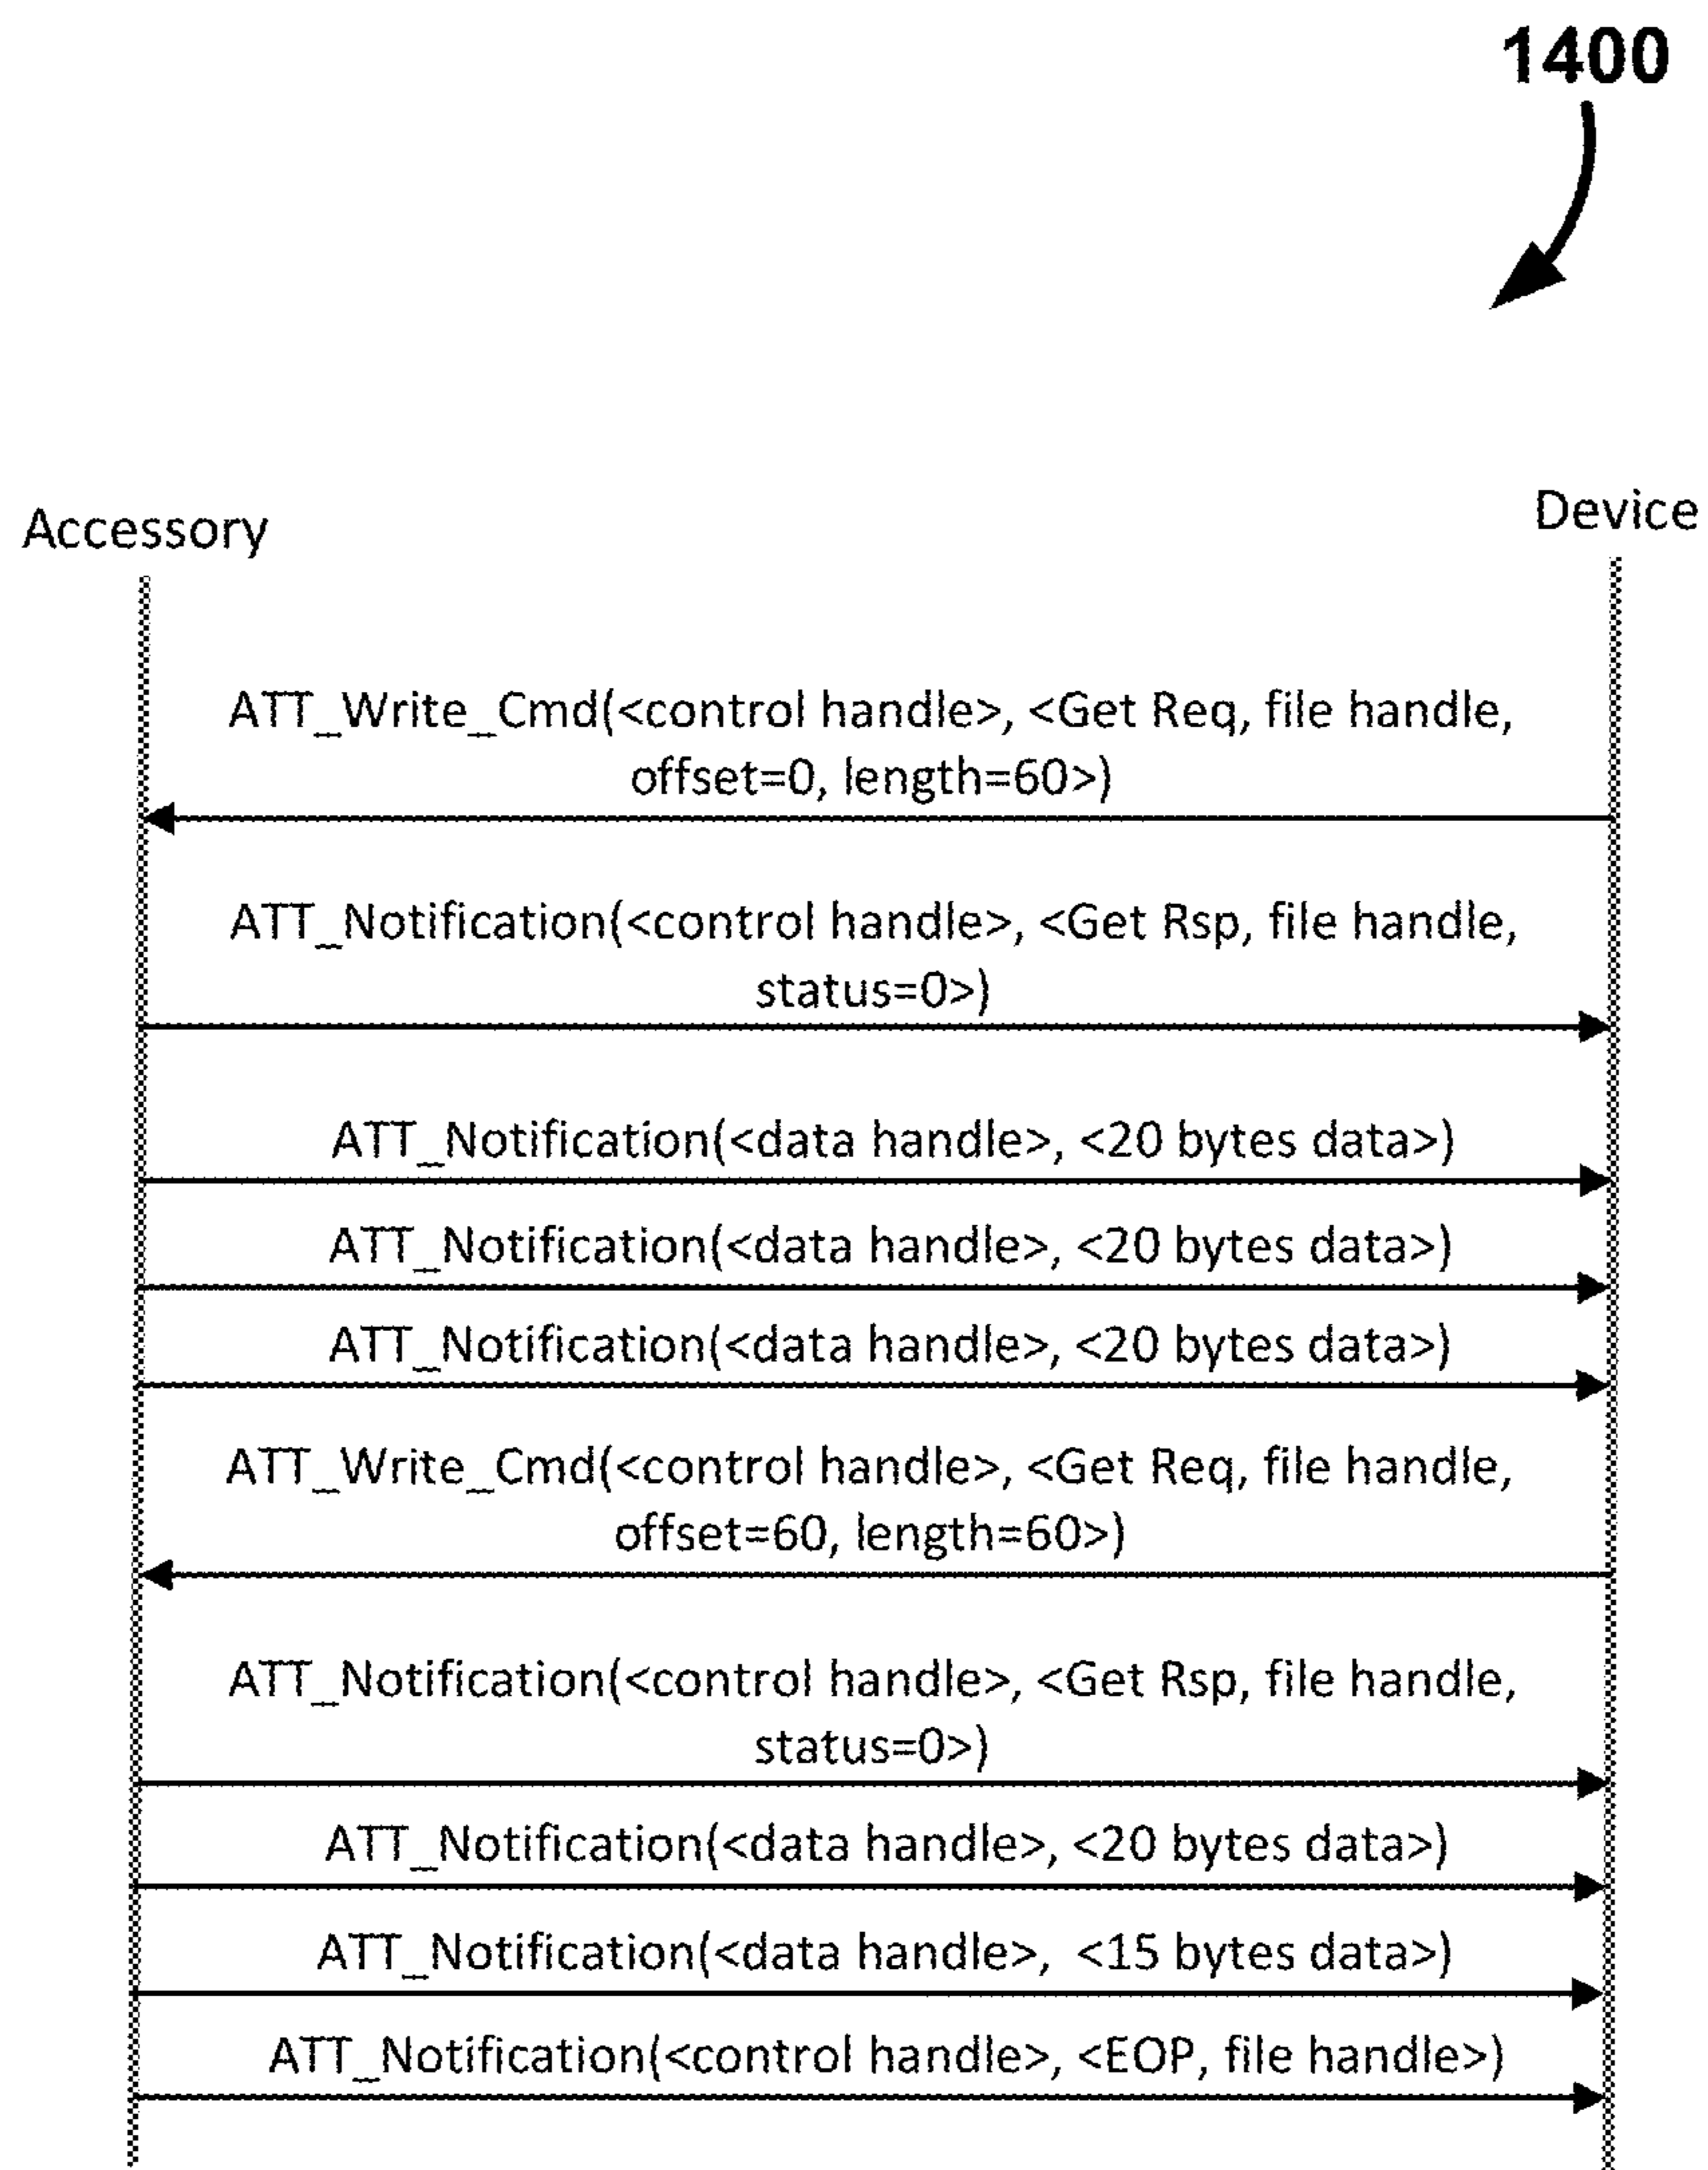 1400
Accessory
Device
ATT_Write_Cmd(<control handle>, <Get Req, file handle,
offset=0, length=60>)
ATT_Notification(<control handle>, <Get Rsp, file handle,
status=0>)
ATT_Notification(<data handle>, <20 bytes data>)
ATT_Notification(<data handle>, <20 bytes data>)
ATT_Notification(<data handle>, <20 bytes data>)
ATT_Write_Cmd(<control handle>, <Get Req, file handle,
offset=60, length=60>)
ATT_Notification(<control handle>, <Get Rsp, file handle,
status=0>)
ATT_Notification(<data handle>, <20 bytes data>)
ATT_Notification(<data handle>, <15 bytes data>)
ATT_Notification(<control handle>, <EOP, file handle>)